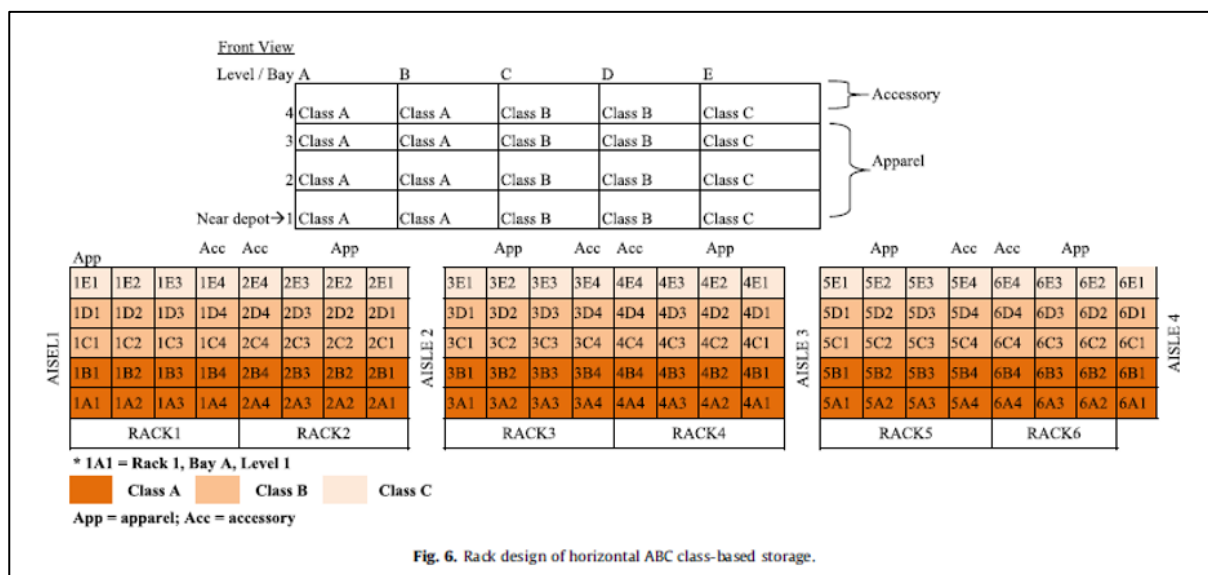 Front View
Level / Bay A B C D E
4 Class A Class A Class B Class B Class C
Accessory
3 Class A Class A Class B Class B Class C
Apparel
2 Class A Class A Class B Class B Class C
Near depot→1 Class A Class A Class B Class B Class C
App Acc Acc App App Acc Acc App App Acc Acc App
1E1 1E2 1E3 1E4 2E4 2E3 2E2 2E1 3E1 3E2 3E3 3E4 4E4 4E3 4E2 4E1 5E1 5E2 5E3 5E4 6E4 6E3 6E2 6E1
1D1 1D2 1D3 1D4 2D4 2D3 2D2 2D1 3D1 3D2 3D3 3D4 4D4 4D3 4D2 4D1 5D1 5D2 5D3 5D4 6D4 6D3 6D2 6D1
1C1 1C2 1C3 1C4 2C4 2C3 2C2 2C1 3C1 3C2 3C3 3C4 4C4 4C3 4C2 4C1 5C1 5C2 5C3 5C4 6C4 6C3 6C2 6C1
1B1 1B2 1B3 1B4 2B4 2B3 2B2 2B1 3B1 3B2 3B3 3B4 4B4 4B3 4B2 4B1 5B1 5B2 5B3 5B4 6B4 6B3 6B2 6B1
1A1 1A2 1A3 1A4 2A4 2A3 2A2 2A1 3A1 3A2 3A3 3A4 4A4 4A3 4A2 4A1 5A1 5A2 5A3 5A4 6A4 6A3 6A2 6A1
AISEL1
AISLE 2
AISLE 3
AISLE 4
RACK1 RACK2 RACK3 RACK4 RACK5 RACK6
* 1A1 = Rack 1, Bay A, Level 1
Class A Class B Class C
App = apparel; Acc = accessory
Fig. 6. Rack design of horizontal ABC class-based storage.